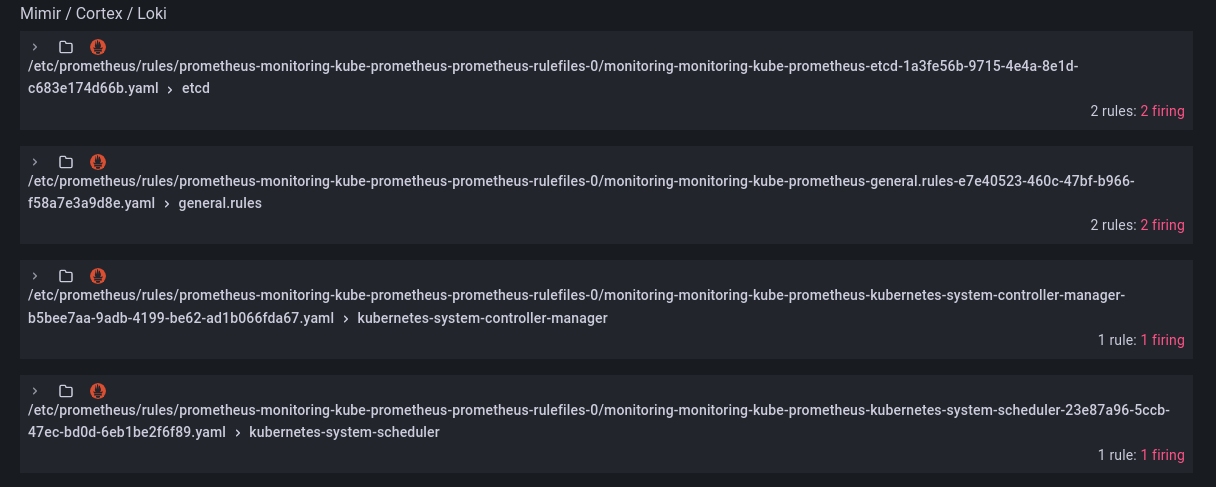 Mimir / Cortex / Loki
/etc/prometheus/rules/prometheus-monitoring-kube-prometheus-prometheus-rulefiles-0/monitoring-monitoring-kube-prometheus-etcd-1a3fe56b-9715-4e4a-8e1d-
c683e174d66b.yaml › etcd
2 rules: 2 firing
/etc/prometheus/rules/prometheus-monitoring-kube-prometheus-prometheus-rulefiles-0/monitoring-monitoring-kube-prometheus-general.rules-e7e40523-460c-47bf-b966-
f58a7e3a9d8e.yaml › general.rules
2 rules: 2 firing
/etc/prometheus/rules/prometheus-monitoring-kube-prometheus-prometheus-rulefiles-0/monitoring-monitoring-kube-prometheus-kubernetes-system-controller-manager-
b5bee7aa-9adb-4199-be62-ad1b066fda67.yaml › kubernetes-system-controller-manager
1 rule: 1 firing
/etc/prometheus/rules/prometheus-monitoring-kube-prometheus-prometheus-rulefiles-0/monitoring-monitoring-kube-prometheus-kubernetes-system-scheduler-23e87a96-5ccb-
47ec-bd0d-6eb1be2f6f89.yaml › kubernetes-system-scheduler
1 rule: 1 firing